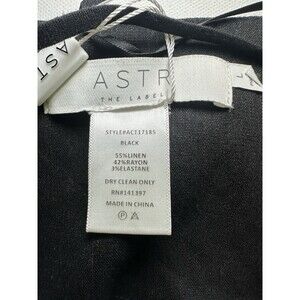 AST
ASTR
THE LABEL
L
STYLE#ACT17185
BLACK
55%LINEN
42%RAYON
3%ELASTANE
DRY CLEAN ONLY
RN#141397
MADE IN CHINA
P A